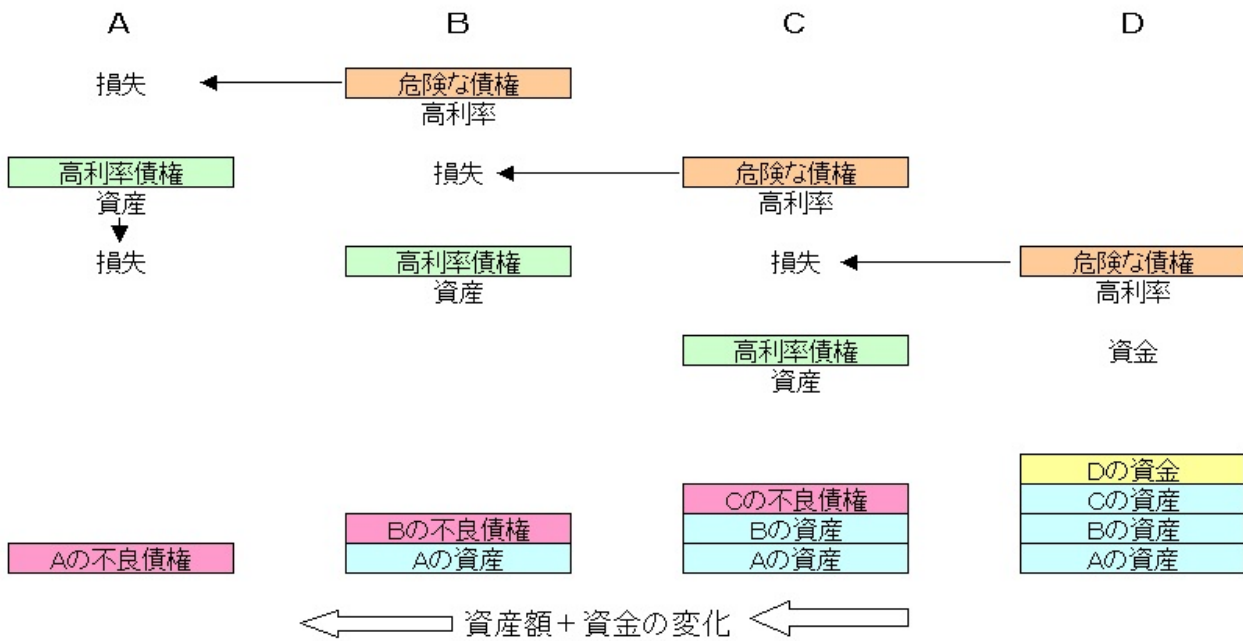 A B C D
損失 危険な債権
高利率
高利率債権 損失 危険な債権
資産 高利率
損失 高利率債権 損失 危険な債権
資産 高利率
高利率債権 資金
資産
Dの資金
Cの不良債権 Cの資産
Bの不良債権 Bの資産 Bの資産
Aの不良債権 Aの資産 Aの資産 Aの資産
資産額+資金の変化